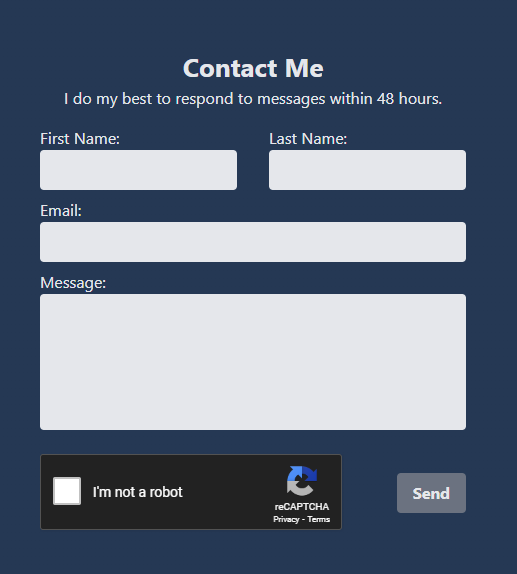 Contact Me
I do my best to respond to messages within 48 hours.
First Name: Last Name:
Email:
Message:
I'm not a robot
reCAPTCHA
Privacy - Terms
Send